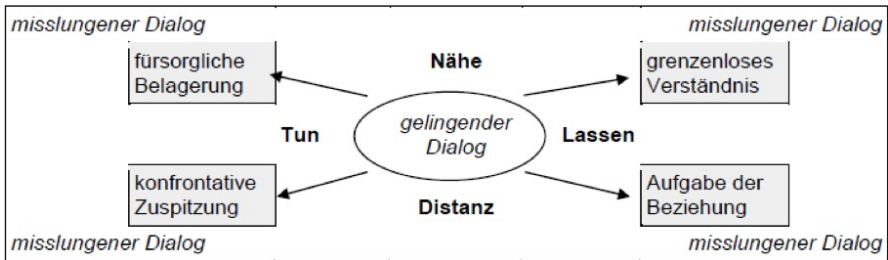 misslungener Dialog
misslungener Dialog
fürsorgliche
Belagerung
Nähe
grenzenloses
Verständnis
Tun
gelingender
Dialog
Lassen
konfrontative
Zuspitzung
Distanz
Aufgabe der
Beziehung
misslungener Dialog
misslungener Dialog